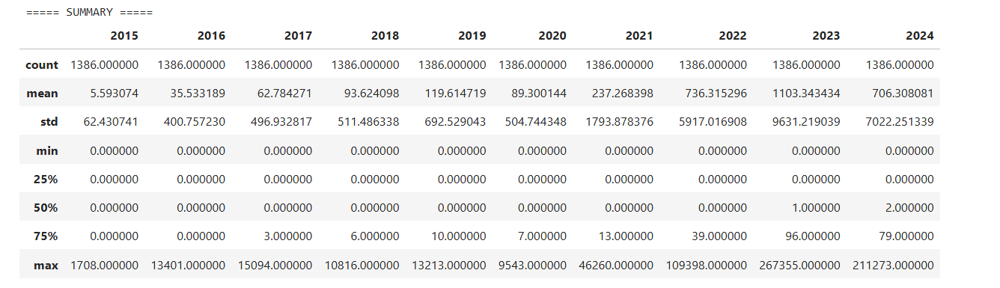 ===== SUMMARY =====
2015 2016 2017 2018 2019 2020 2021 2022 2023 2024
count 1386.000000 1386.000000 1386.000000 1386.000000 1386.000000 1386.000000 1386.000000 1386.000000 1386.000000 1386.000000
mean 5.593074 35.533189 62.784271 93.624098 119.614719 89.300144 237.268398 736.315296 1103.343434 706.308081
std 62.430741 400.757230 496.932817 511.486338 692.529043 504.744348 1793.878376 5917.016908 9631.219039 7022.251339
min 0.000000 0.000000 0.000000 0.000000 0.000000 0.000000 0.000000 0.000000 0.000000 0.000000
25% 0.000000 0.000000 0.000000 0.000000 0.000000 0.000000 0.000000 0.000000 0.000000 0.000000
50% 0.000000 0.000000 0.000000 0.000000 0.000000 0.000000 0.000000 0.000000 1.000000 2.000000
75% 0.000000 0.000000 3.000000 6.000000 10.000000 7.000000 13.000000 39.000000 96.000000 79.000000
max 1708.000000 13401.000000 15094.000000 10816.000000 13213.000000 9543.000000 46260.000000 109398.000000 267355.000000 211273.000000